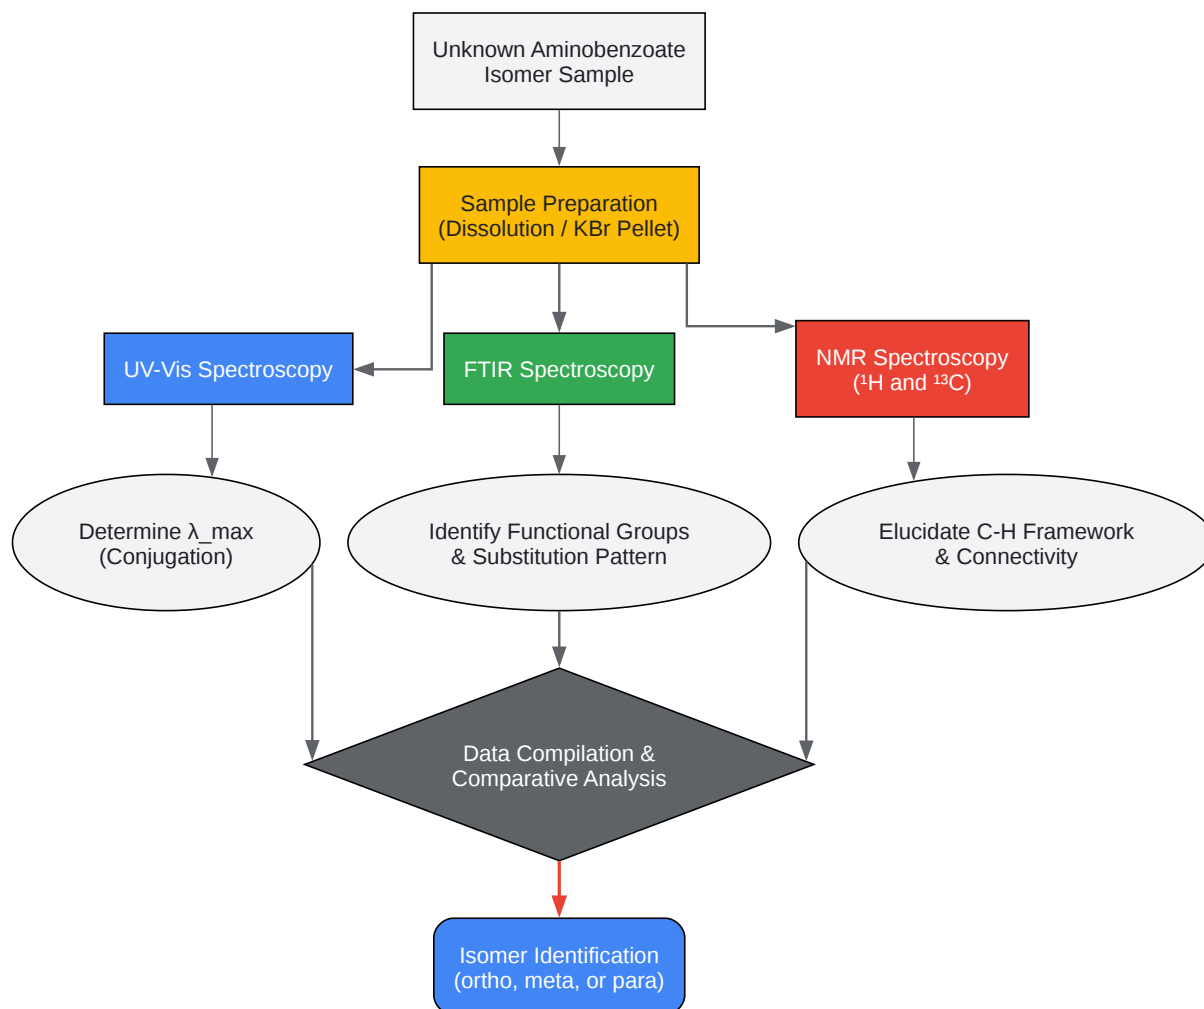 Unknown Aminobenzoate
Isomer Sample
Sample Preparation
(Dissolution / KBr Pellet)
UV-Vis Spectroscopy
FTIR Spectroscopy
NMR Spectroscopy
(¹H and ¹³C)
Determine λ_max
(Conjugation)
Identify Functional Groups
& Substitution Pattern
Elucidate C-H Framework
& Connectivity
Data Compilation &
Comparative Analysis
Isomer Identification
(ortho, meta, or para)